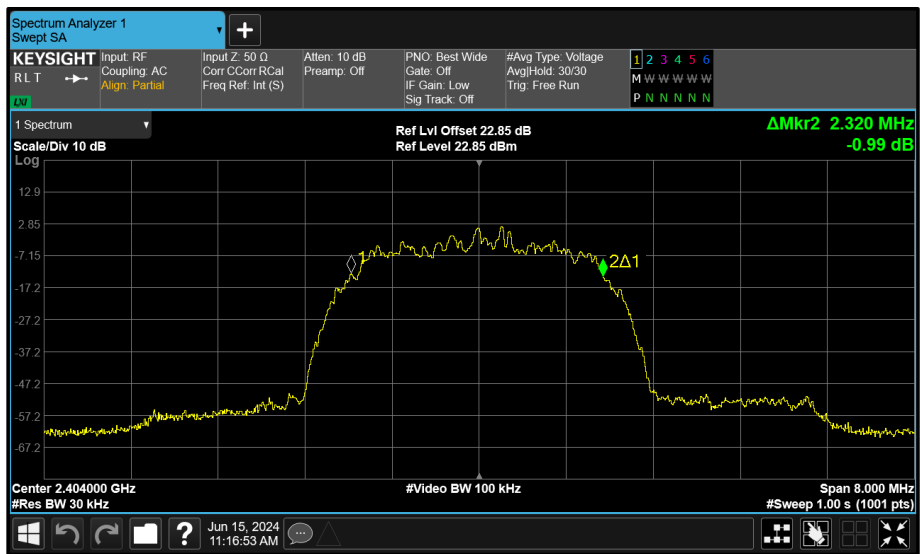 Spectrum Analyzer 1
Swept SA
KEYSIGHT
R L T
LXI
Input: RF
Coupling: AC
Align: Partial
Input Z: 50 Ω
Corr CCorr RCal
Freq Ref: Int (S)
Atten: 10 dB
Preamp: Off
PNO: Best Wide
Gate: Off
IF Gain: Low
Sig Track: Off
#Avg Type: Voltage
Avg|Hold: 30/30
Trig: Free Run
1 2 3 4 5 6
M W W W W W
P N N N N N
1 Spectrum
Scale/Div 10 dB
Ref Lvl Offset 22.85 dB
Ref Level 22.85 dBm
ΔMkr2 2.320 MHz
-0.99 dB
Log
12.9
2.85
-7.15
-17.2
-27.2
-37.2
-47.2
-57.2
-67.2
1
2Δ1
Center 2.404000 GHz
#Res BW 30 kHz
#Video BW 100 kHz
Span 8.000 MHz
#Sweep 1.00 s (1001 pts)
?
Jun 15, 2024
11:16:53 AM